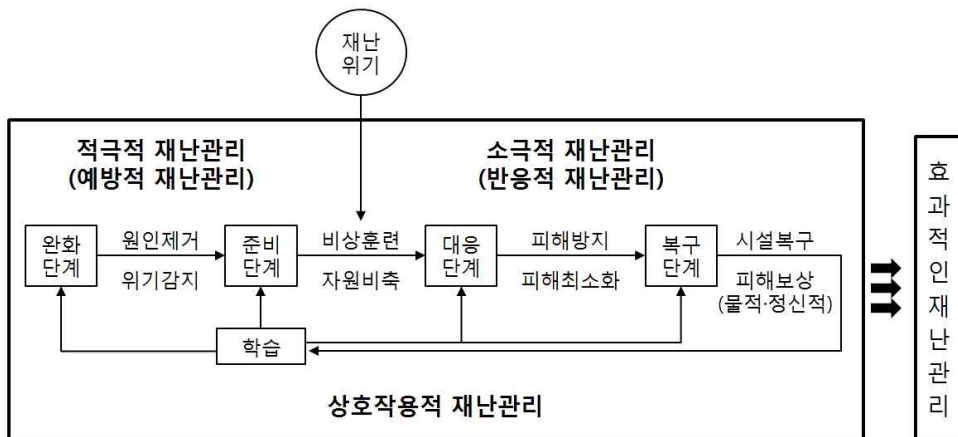 재난
위기
적극적 재난관리
(예방적 재난관리)
소극적 재난관리
(반응적 재난관리)
완화
단계
원인제거
위기감지
준비
단계
비상훈련
자원비축
대응
단계
피해방지
피해최소화
복구
단계
시설복구
피해보상
(물적·정신적)
학습
상호작용적 재난관리
효
과
적
인
재
난
관
리